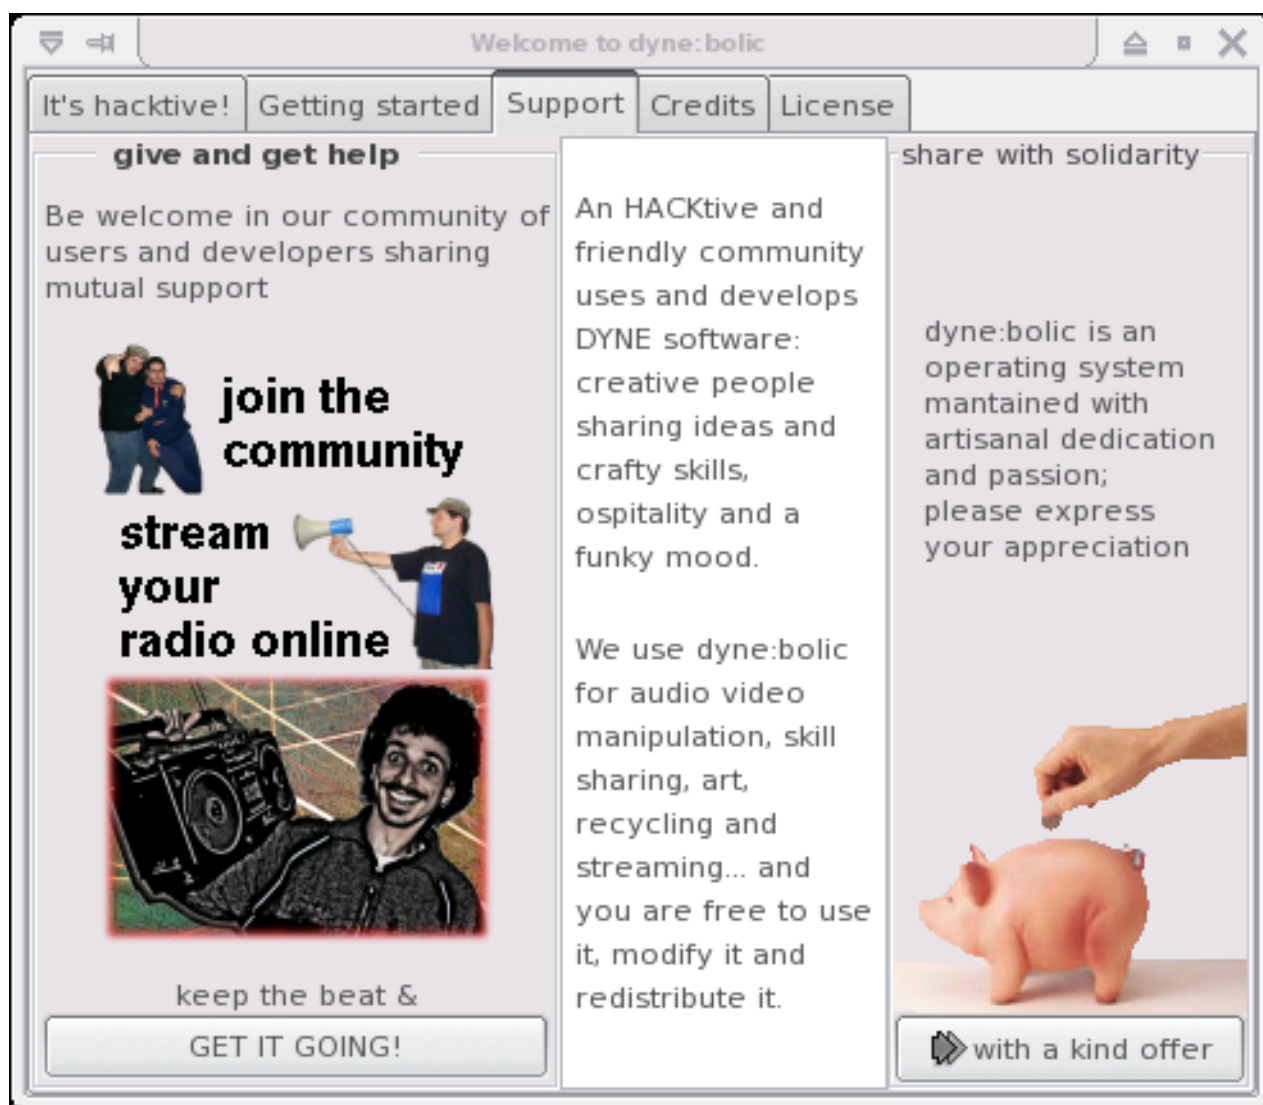 Welcome to dyne:bolic
It's hacktive!
Getting started
Support
Credits
License
give and get help
Be welcome in our community of
users and developers sharing
mutual support
join the
community
stream
your
radio online
keep the beat &
GET IT GOING!
An HACKtive and
friendly community
uses and develops
DYNE software:
creative people
sharing ideas and
crafty skills,
ospitality and a
funky mood.
We use dyne:bolic
for audio video
manipulation, skill
sharing, art,
recycling and
streaming... and
you are free to use
it, modify it and
redistribute it.
share with solidarity
dyne:bolic is an
operating system
mantained with
artisanal dedication
and passion;
please express
your appreciation
with a kind offer